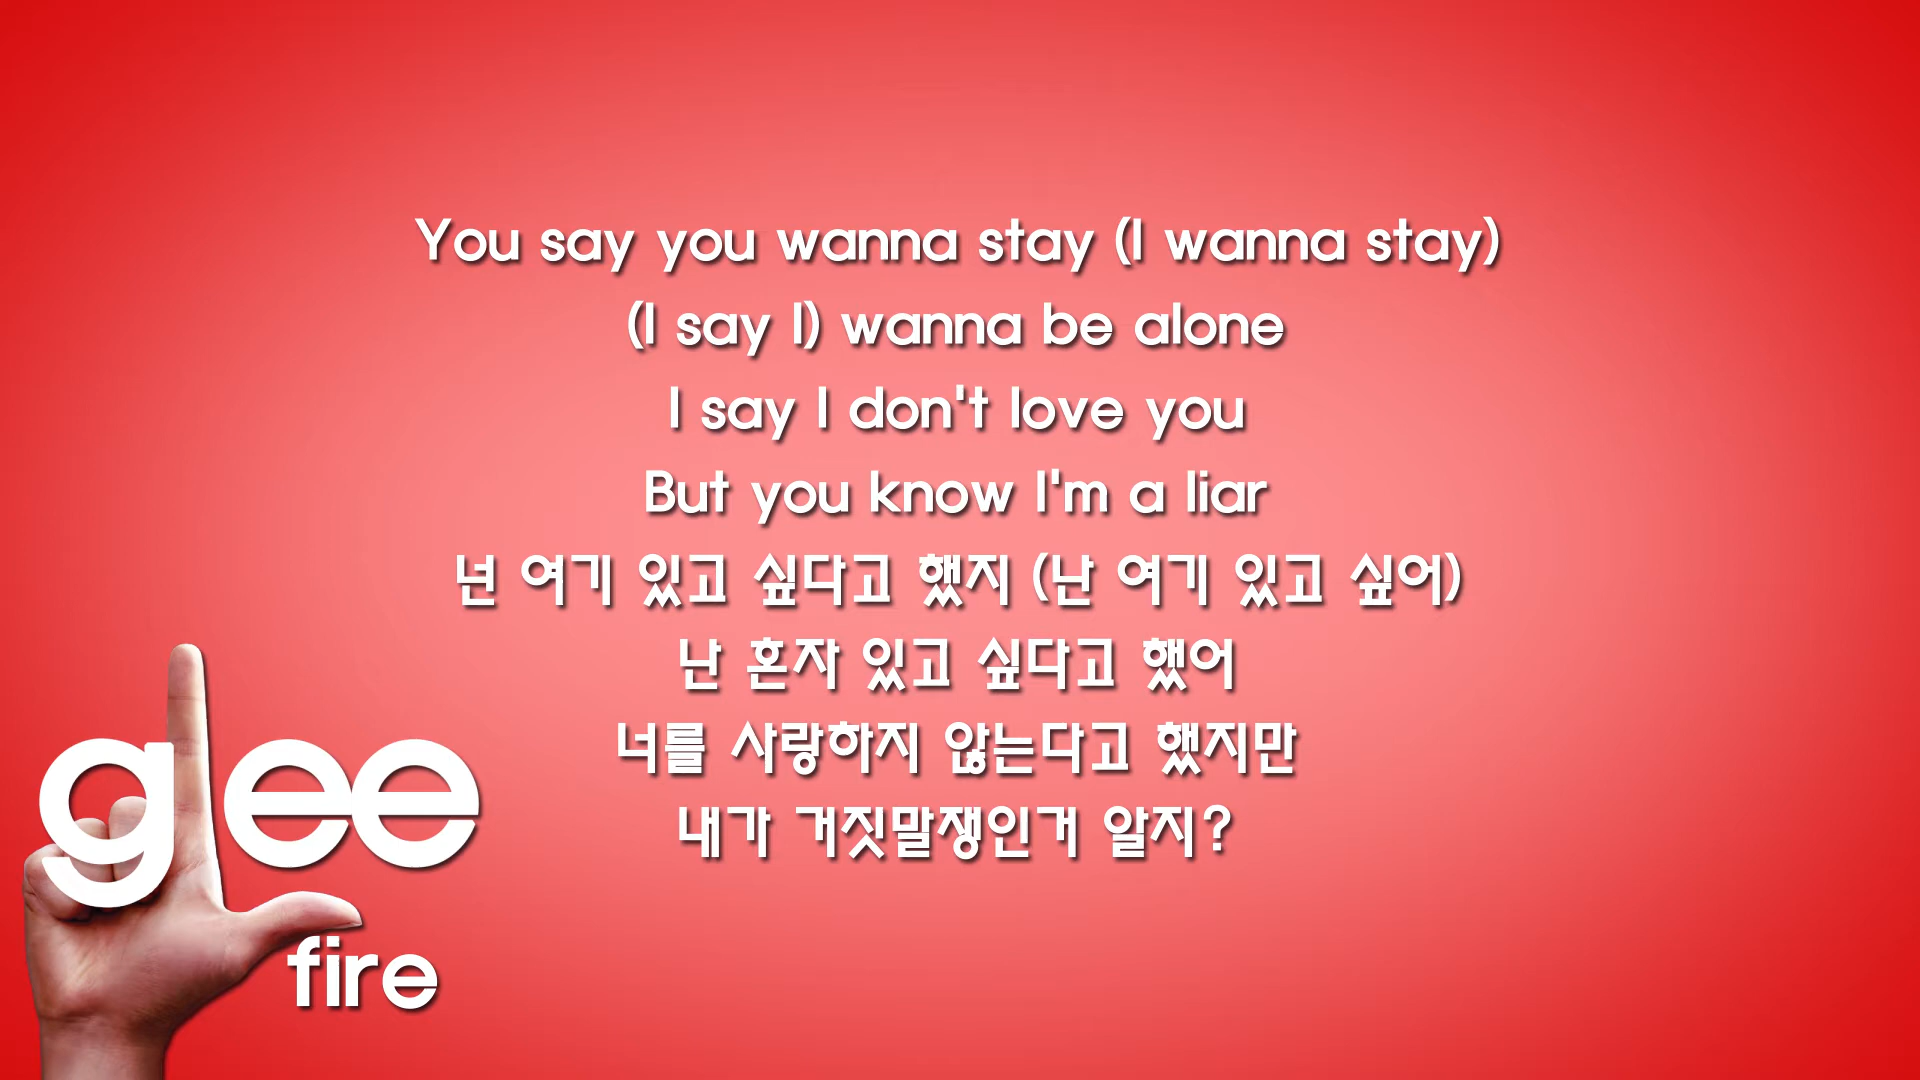 You say you wanna stay (I wanna stay)
(I say I) wanna be alone
I say I don't love you
But you know I'm a liar
넌 여기 있고 싶다고 했지 (난 여기 있고 싶어)
난 혼자 있고 싶다고 했어
너를 사랑하지 않는다고 했지만
내가 거짓말쟁인거 알지?
glee
fire